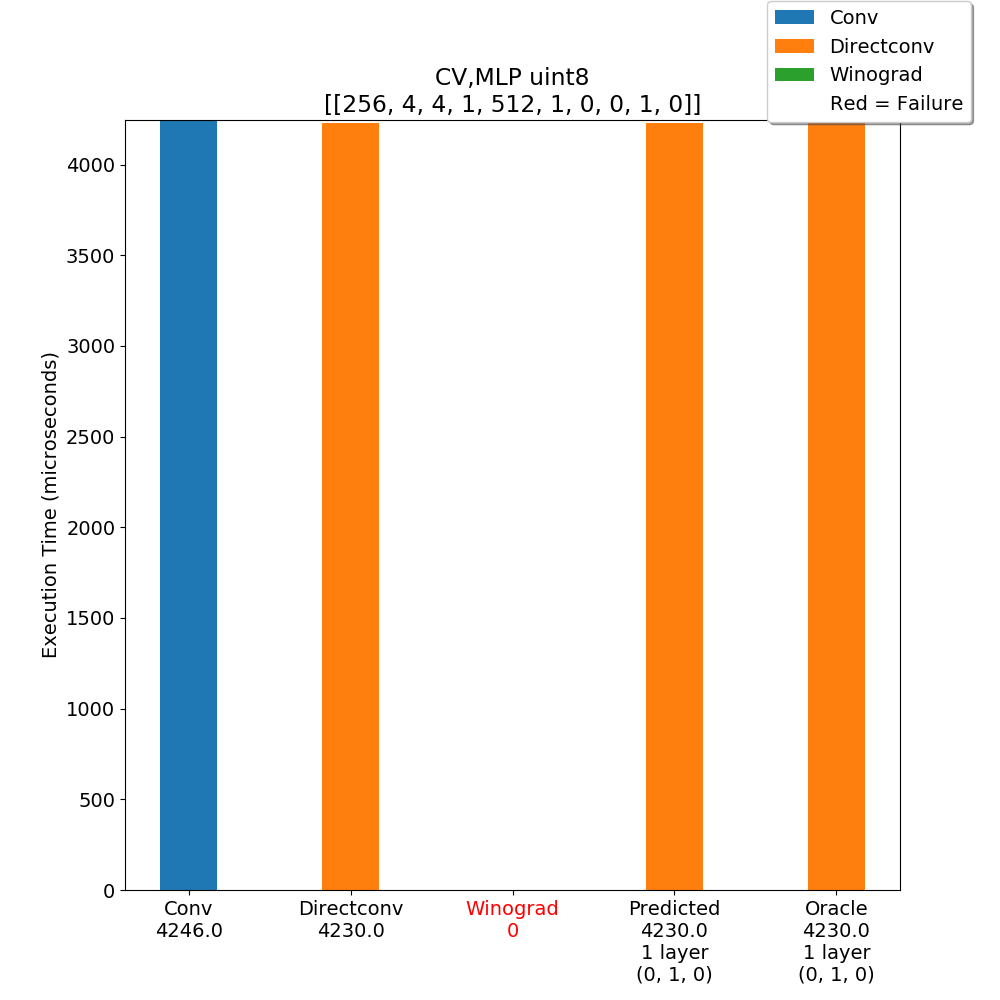 Conv
Directconv
Winograd
Red = Failure
CV,MLP uint8
[[256, 4, 4, 1, 512, 1, 0, 0, 1, 0]]
Execution Time (microseconds)
4000
3500
3000
2500
2000
1500
1000
500
0
Conv
4246.0
Directconv
4230.0
Winograd
0
Predicted
4230.0
1 layer
(0, 1, 0)
Oracle
4230.0
1 layer
(0, 1, 0)